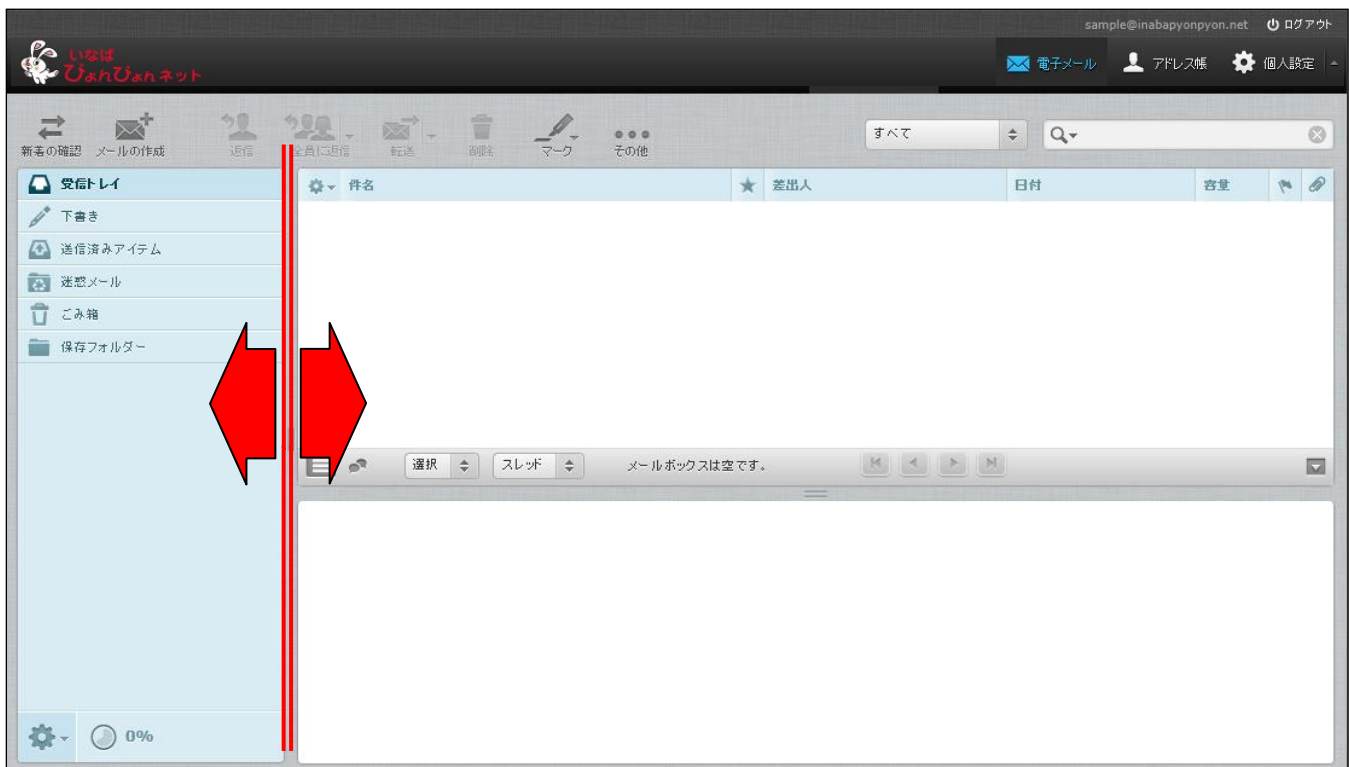 sample@inabapyonpyon.net ログアウト
いなば
ぴょんぴょんネット
電子メール アドレス帳 個人設定
新着の確認 メールの作成 返信 全員に返信 転送 削除 マーク その他
すべて
受信トレイ
下書き
送信済みアイテム
迷惑メール
ごみ箱
保存フォルダー
件名 差出人 日付 容量
選択 スレッド メールボックスは空です。
0%